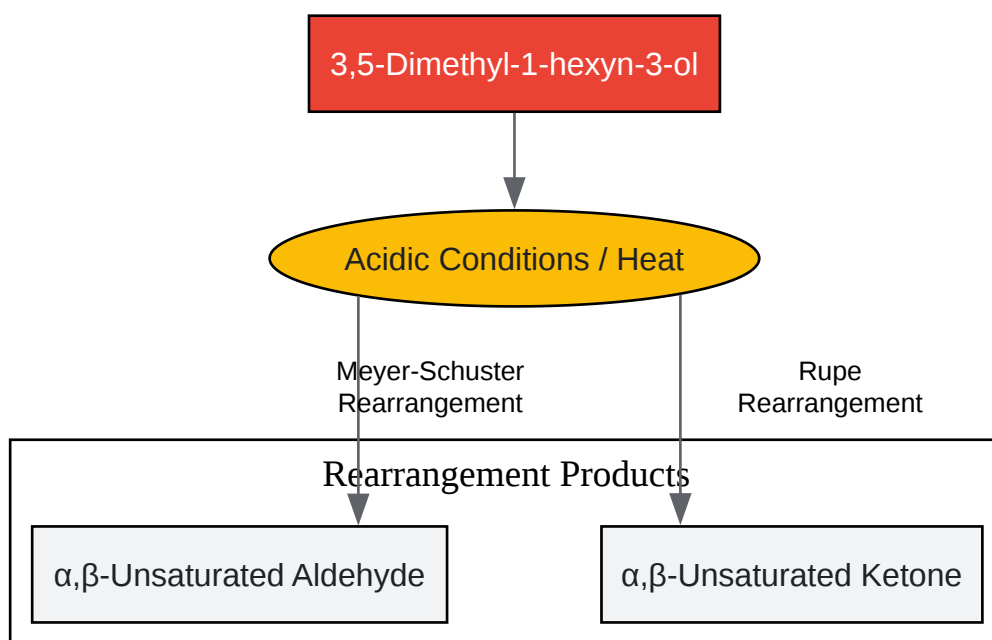 3,5-Dimethyl-1-hexyn-3-ol
Acidic Conditions / Heat
Meyer-Schuster
Rearrangement
Rupe
Rearrangement
Rearrangement Products
α,β-Unsaturated Aldehyde
α,β-Unsaturated Ketone